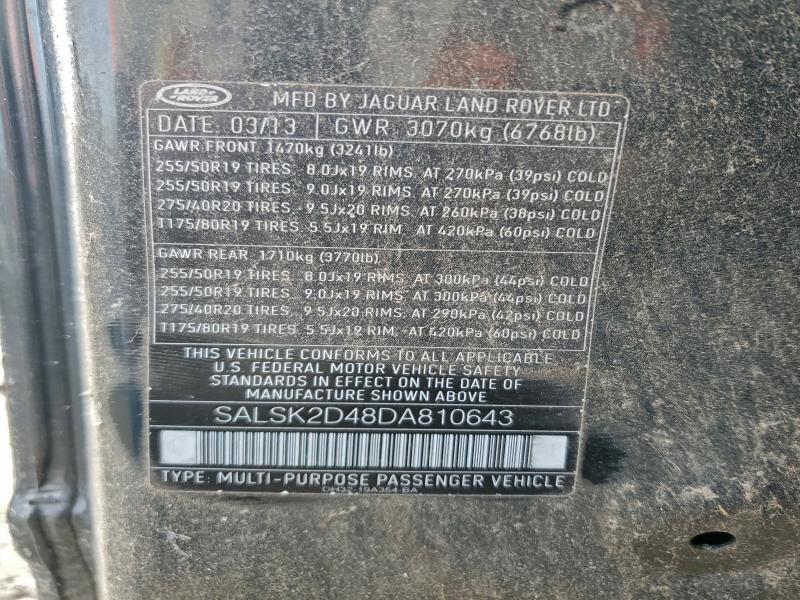 LAND ROVER
MFD BY JAGUAR LAND ROVER LTD
DATE: 03/13 GWR: 3070kg (6768lb)
GAWR FRONT: 1470kg (3241lb)
255/50R19 TIRES, 8.0Jx19 RIMS, AT 270kPa (39psi) COLD
255/50R19 TIRES, 9.0Jx19 RIMS, AT 270kPa (39psi) COLD
275/40R20 TIRES, 9.5Jx20 RIMS, AT 260kPa (38psi) COLD
T175/80R19 TIRES, 5.5Jx19 RIM, AT 420kPa (60psi) COLD
GAWR REAR: 1710kg (3770lb)
255/50R19 TIRES, 8.0Jx19 RIMS, AT 300kPa (44psi) COLD
255/50R19 TIRES, 9.0Jx19 RIMS, AT 300kPa (44psi) COLD
275/40R20 TIRES, 9.5Jx20 RIMS, AT 290kPa (42psi) COLD
T175/80R19 TIRES, 5.5Jx19 RIM, AT 420kPa (60psi) COLD
THIS VEHICLE CONFORMS TO ALL APPLICABLE
U.S. FEDERAL MOTOR VEHICLE SAFETY
STANDARDS IN EFFECT ON THE DATE OF
MANUFACTURE SHOWN ABOVE
SALSK2D48DA810643
TYPE: MULTI-PURPOSE PASSENGER VEHICLE
DH32-19A364-BA